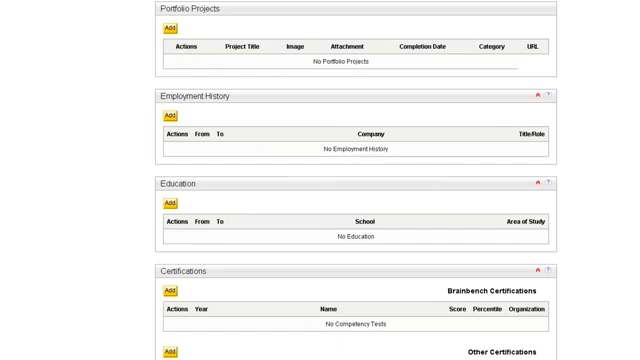 Portfolio Projects
Add
Actions Project Title Image Attachment Completion Date Category URL
No Portfolio Projects
Employment History
Add
Actions From To Company Title/Role
No Employment History
Education
Add
Actions From To School Area of Study
No Education
Certifications
Add Brainbench Certifications
Actions Year Name Score Percentile Organization
No Competency Tests
Add Other Certifications